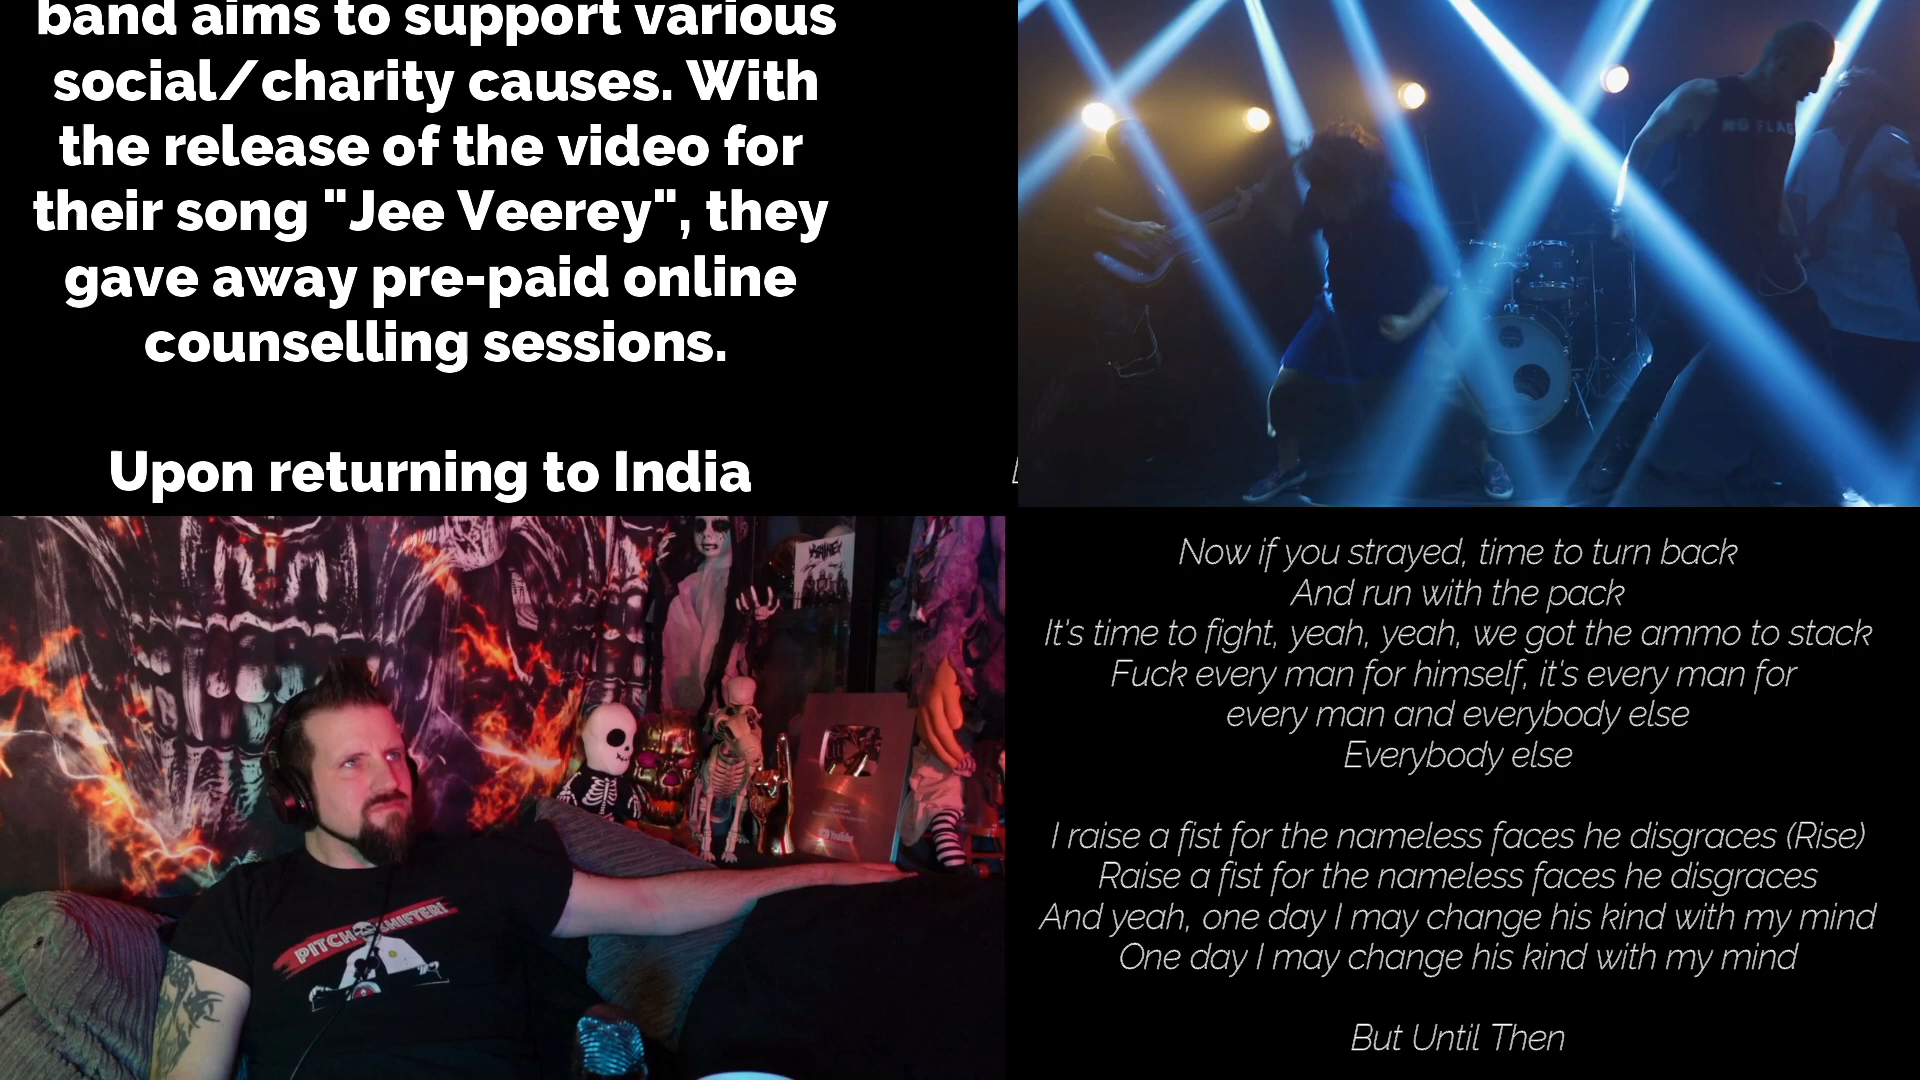 band aims to support various
social/charity causes. With
the release of the video for
their song "Jee Veerey", they
gave away pre-paid online
counselling sessions.
Upon returning to India
NO FLAG
Now if you strayed, time to turn back
And run with the pack
It's time to fight, yeah, yeah, we got the ammo to stack
Fuck every man for himself, it's every man for
every man and everybody else
Everybody else
I raise a fist for the nameless faces he disgraces (Rise)
Raise a fist for the nameless faces he disgraces
And yeah, one day I may change his kind with my mind
One day I may change his kind with my mind
But Until Then
PITCHSHIFTER
YouTube